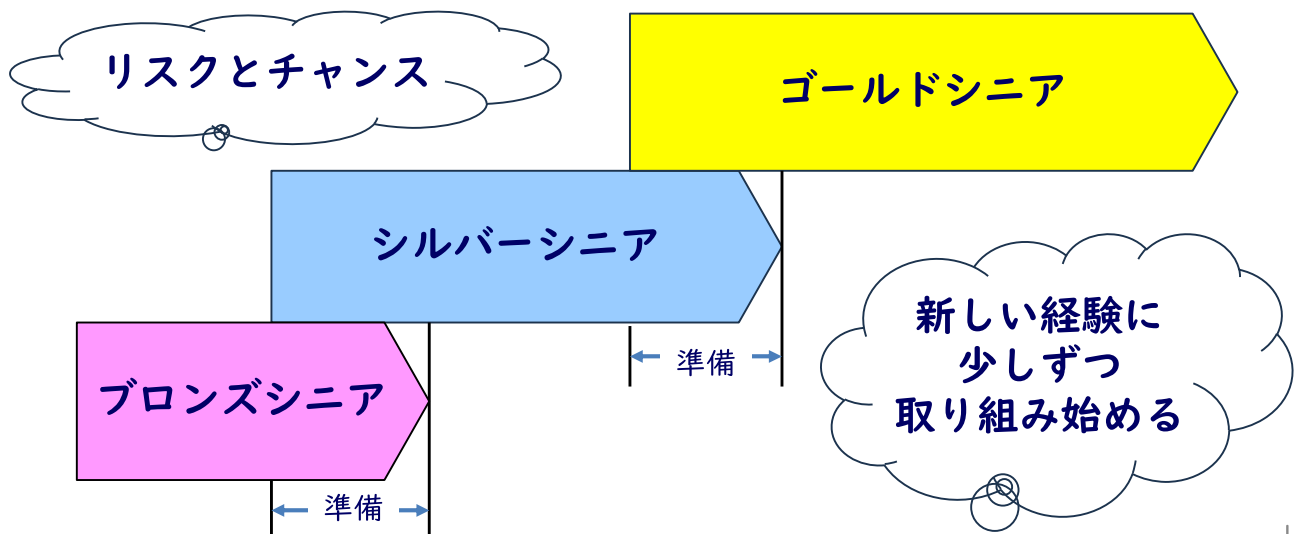 リスクとチャンス
ゴールドシニア
シルバーシニア
準備
新しい経験に
少しずつ
取り組み始める
ブロンズシニア
準備